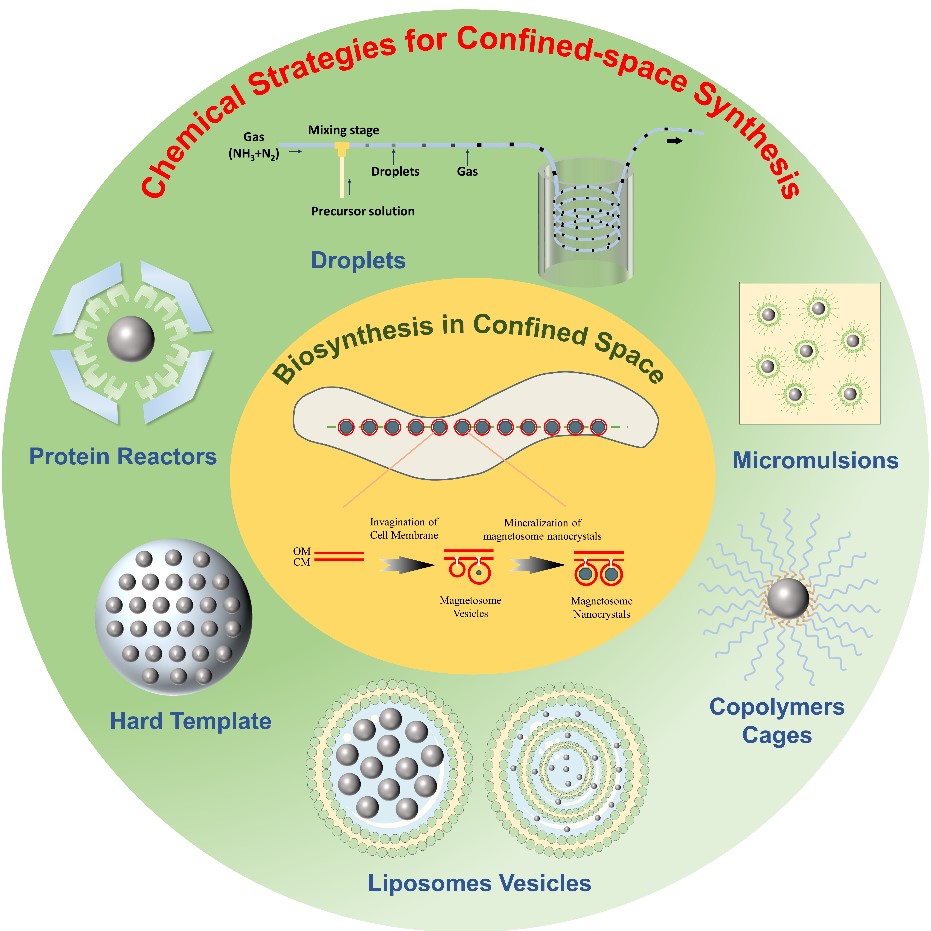 Chemical Strategies for Confined-space Synthesis
Gas
(NH₃+N₂)
Mixing stage
Droplets
Gas
Precursor solution
Droplets
Biosynthesis in Confined Space
Protein Reactors
Micromulsions
Invagination of
Cell Membrane
Mineralization of
magnetosome nanocrystals
OM
CM
Magnetosome
Vesicles
Magnetosome
Nanocrystals
Hard Template
Copolymers
Cages
Liposomes Vesicles